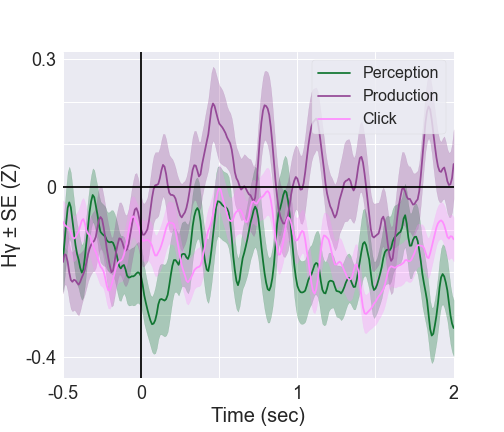 0.3
Perception
Production
Click
0
Hγ ± SE (Z)
-0.4
-0.5
0
1
2
Time (sec)